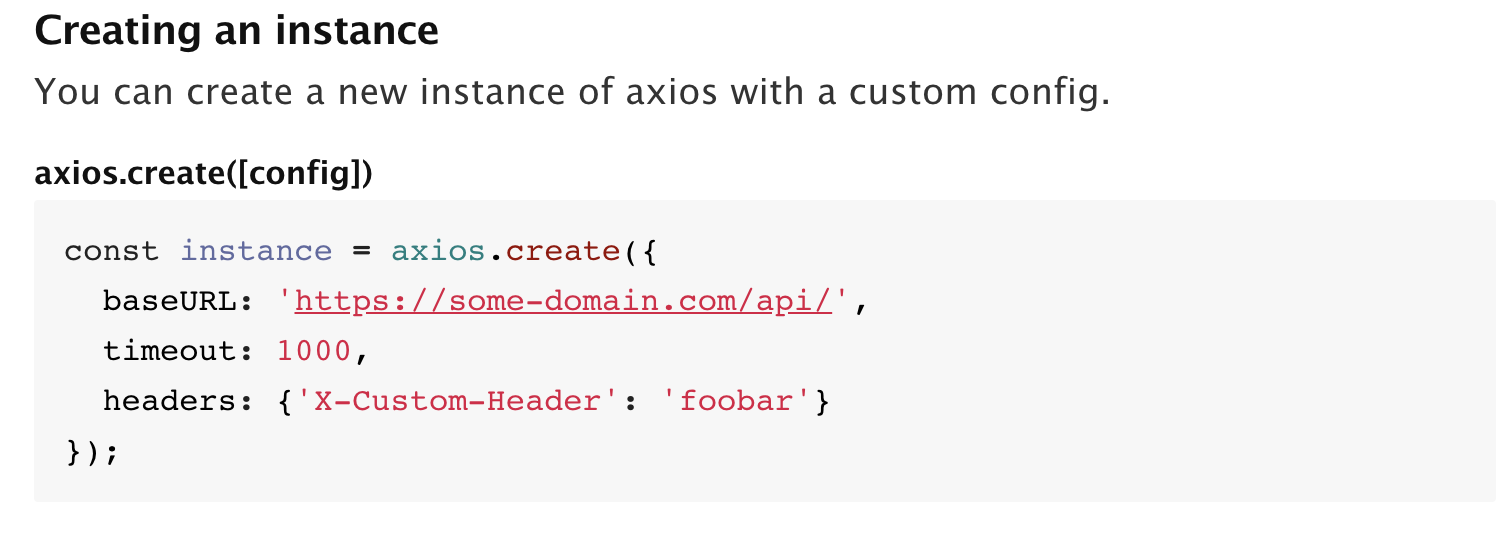 Creating an instance
You can create a new instance of axios with a custom config.
axios.create([config])
const instance = axios.create({
  baseURL: 'https://some-domain.com/api/',
  timeout: 1000,
  headers: {'X-Custom-Header': 'foobar'}
});